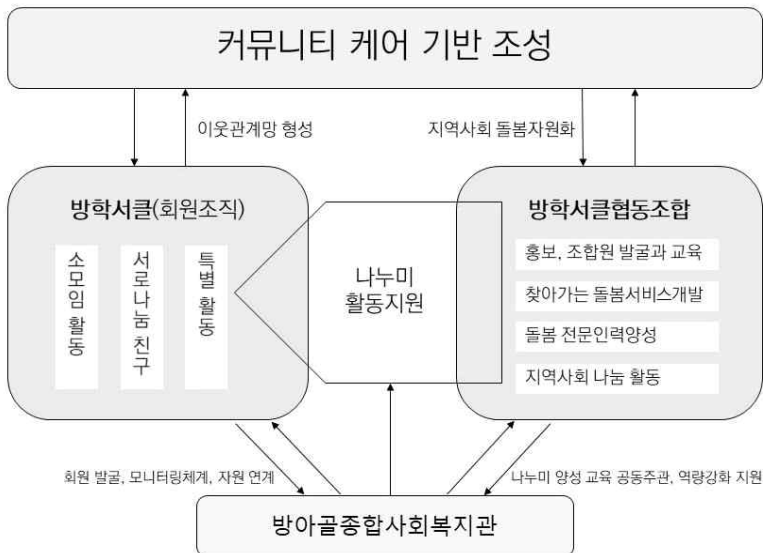 커뮤니티 케어 기반 조성
이웃관계망 형성
지역사회 돌봄자원화
방학서클(회원조직)
소모임 활동
서로나눔 친구
특별 활동
나누미
활동지원
방학서클협동조합
홍보, 조합원 발굴과 교육
찾아가는 돌봄서비스개발
돌봄 전문인력양성
지역사회 나눔 활동
회원 발굴, 모니터링체계, 자원 연계
나누미 양성 교육 공동주관, 역량강화 지원
방아골종합사회복지관